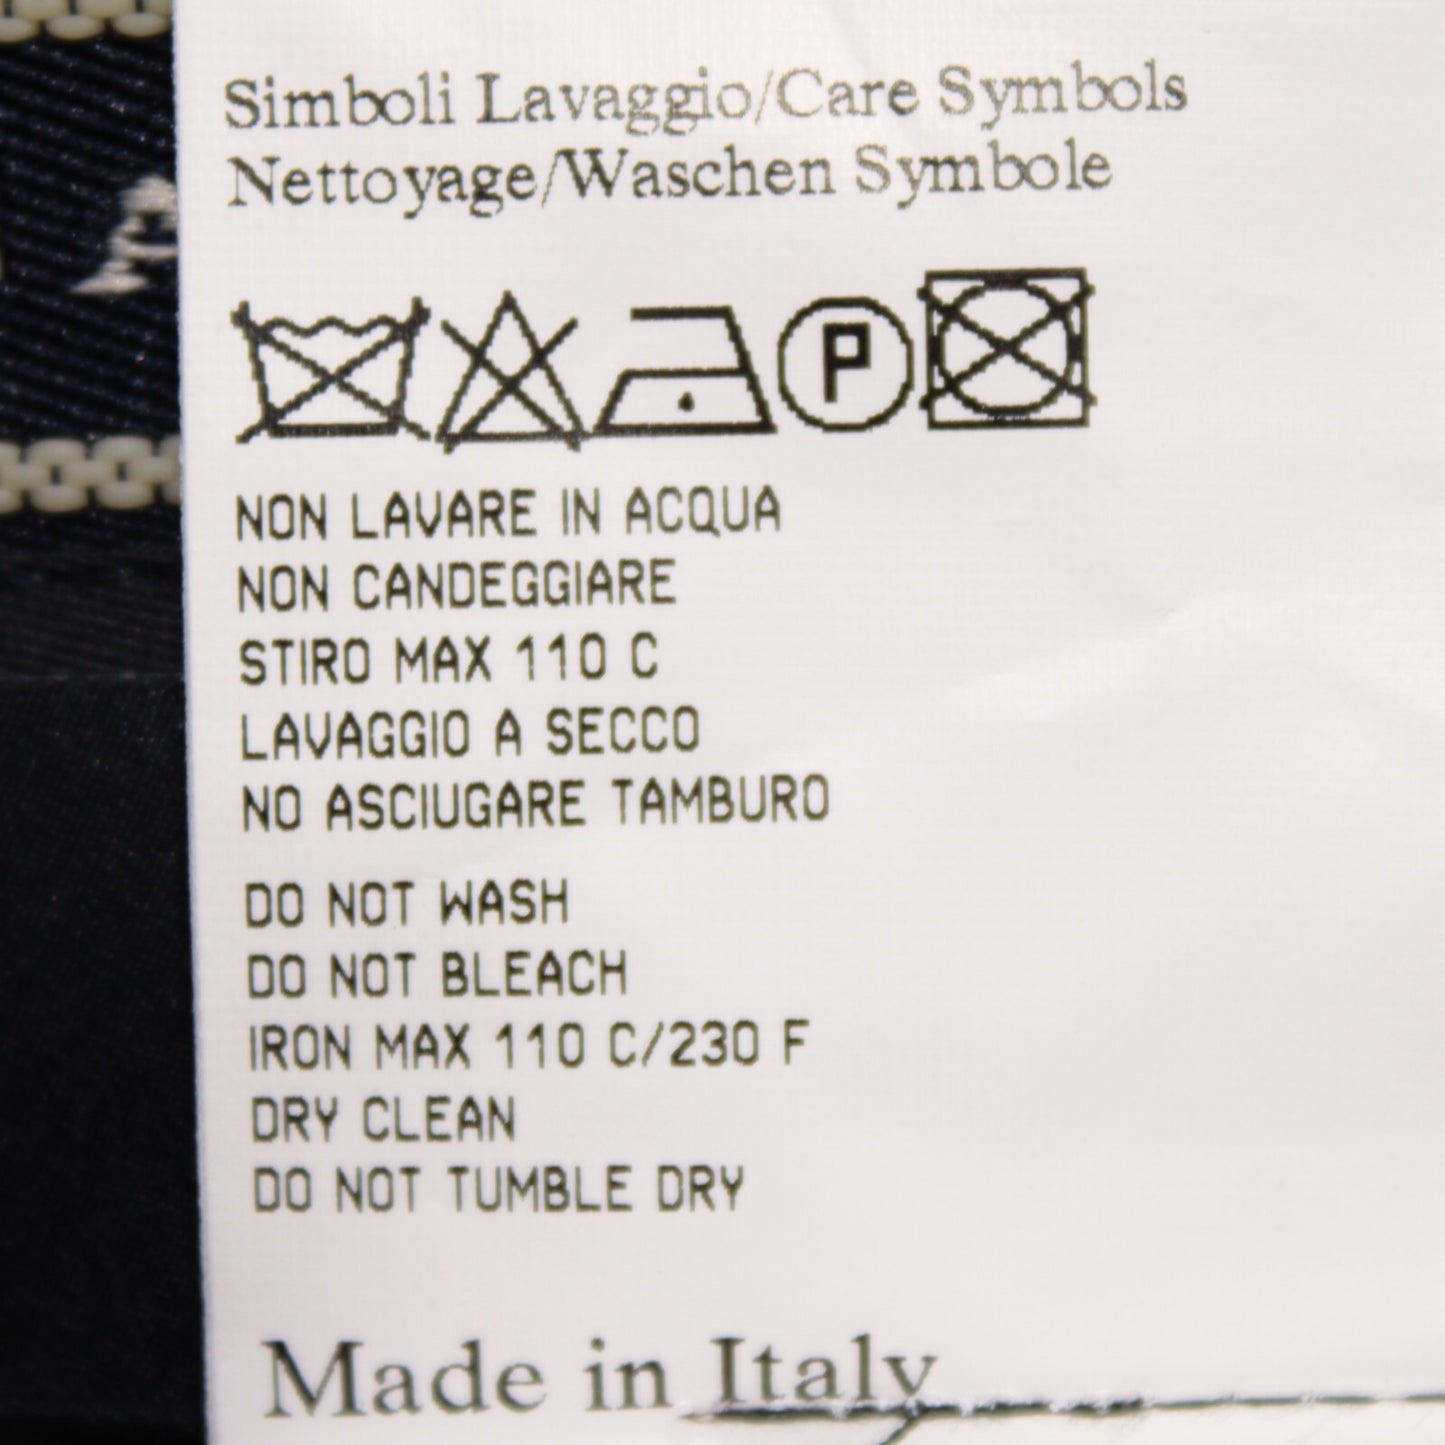 Simboli Lavaggio/Care Symbols
Nettoyage/Waschen Symbole
P
NON LAVARE IN ACQUA
NON CANDEGGIARE
STIRO MAX 110 C
LAVAGGIO A SECCO
NO ASCIUGARE TAMBURO
DO NOT WASH
DO NOT BLEACH
IRON MAX 110 C/230 F
DRY CLEAN
DO NOT TUMBLE DRY
Made in Italy